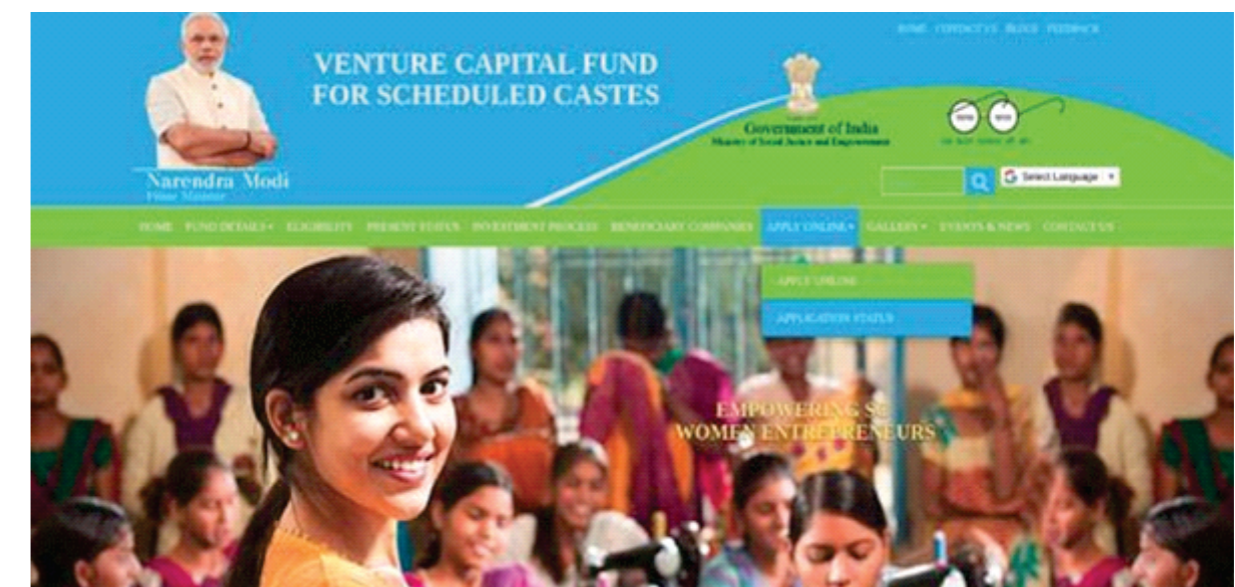 HOME CONTACT US BLOGS FEEDBACK
VENTURE CAPITAL FUND
FOR SCHEDULED CASTES
Government of India
Ministry of Social Justice and Empowerment
Narendra Modi
Prime Minister
Select Language
HOME FUND DETAILS ELIGIBILITY PRESENT STATUS INVESTMENT PROCESS BENEFICIARY COMPANIES APPLY ONLINE GALLERY EVENTS & NEWS CONTACT US
APPLY ONLINE
APPLICATION STATUS
EMPOWERING SC
WOMEN ENTREPRENEURS